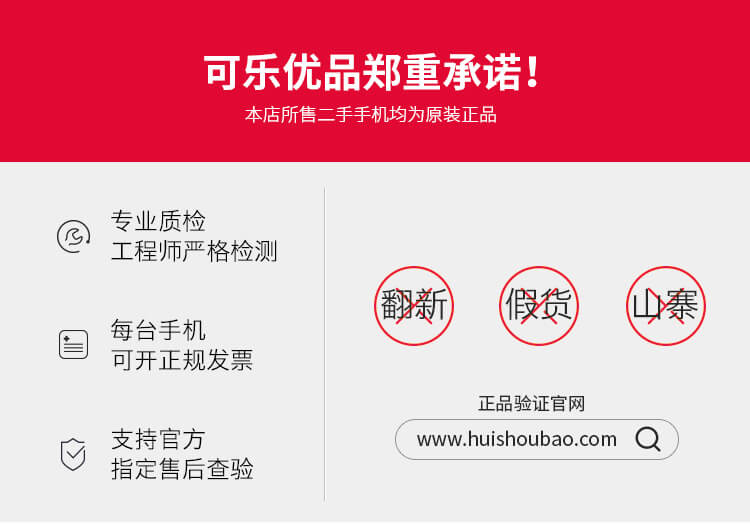 可乐优品郑重承诺！
本店所售二手手机均为原装正品
专业质检
工程师严格检测
每台手机
可开正规发票
支持官方
指定售后查验
翻新
假货
山寨
正品验证官网
www.huishoubao.com